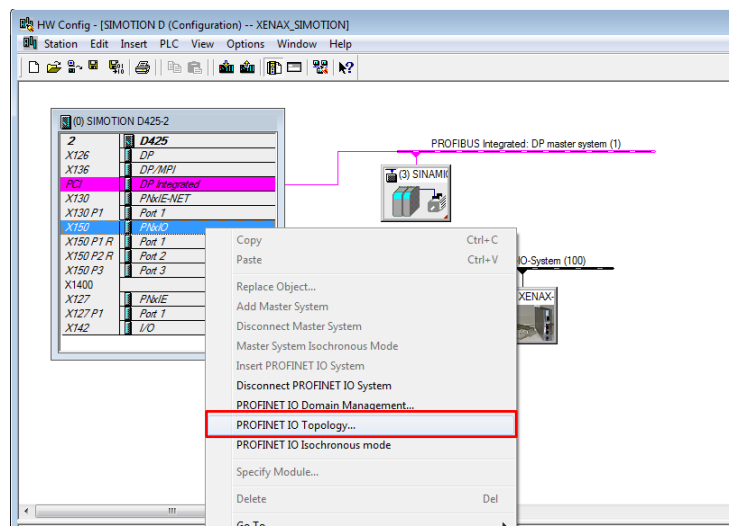 HW Config - [SIMOTION D (Configuration) -- XENAX_SIMOTION]
Station Edit Insert PLC View Options Window Help
(0) SIMOTION D425-2
2 D425
X126 DP
X136 DP/MPI
PCI DP Integrated
X130 PNxIE-NET
X130 P1 Port 1
X150 PNxIO
X150 P1 R Port 1
X150 P2 R Port 2
X150 P3 Port 3
X1400
X127 PNxIE
X127 P1 Port 1
X142 I/O
PROFIBUS Integrated: DP master system (1)
(3) SINAMI
IO-System (100)
XENAX-
Copy Ctrl+C
Paste Ctrl+V
Replace Object...
Add Master System
Disconnect Master System
Master System Isochronous Mode
Insert PROFINET IO System
Disconnect PROFINET IO System
PROFINET IO Domain Management...
PROFINET IO Topology...
PROFINET IO Isochronous mode
Specify Module...
Delete Del
Go To